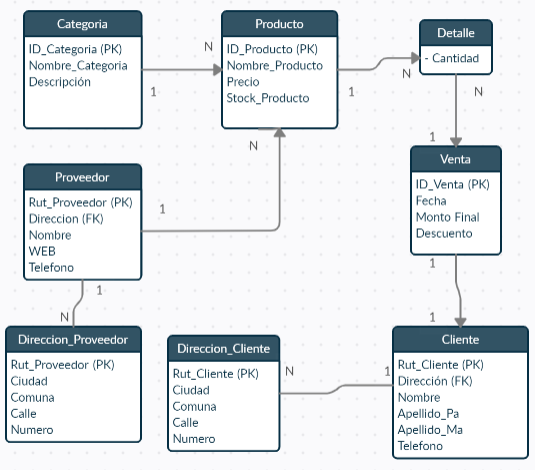 Categoria
ID_Categoria (PK)
Nombre_Categoria
Descripción
N
1
Producto
ID_Producto (PK)
Nombre_Producto
Precio
Stock_Producto
1
N
Detalle
- Cantidad
N
1
Proveedor
Rut_Proveedor (PK)
Direccion (FK)
Nombre
WEB
Telefono
1
N
1
N
Venta
ID_Venta (PK)
Fecha
Monto Final
Descuento
1
1
Direccion_Proveedor
Rut_Proveedor (PK)
Ciudad
Comuna
Calle
Numero
Direccion_Cliente
Rut_Cliente (PK)
Ciudad
Comuna
Calle
Numero
N
1
Cliente
Rut_Cliente (PK)
Dirección (FK)
Nombre
Apellido_Pa
Apellido_Ma
Telefono